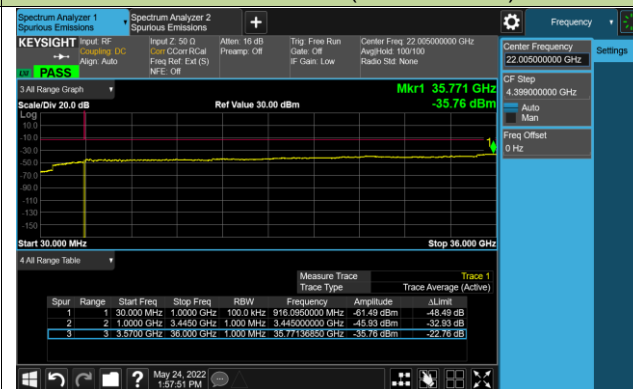 Spectrum Analyzer 1
Spurious Emissions
Spectrum Analyzer 2
Spurious Emissions
+
Frequency
KEYSIGHT
Input: RF
Coupling: DC
Align: Auto
Input Z: 50 Ω
Corr CCorr RCal
Freq Ref: Ext (S)
NFE: Off
Atten: 16 dB
Preamp: Off
Trig: Free Run
Gate: Off
IF Gain: Low
Center Freq: 22.005000000 GHz
Avg|Hold: 100/100
Radio Std: None
PASS
Center Frequency
22.005000000 GHz
Settings
CF Step
4.399000000 GHz
Auto
Man
Freq Offset
0 Hz
3 All Range Graph
Mkr1 35.771 GHz
Scale/Div 20.0 dB
Ref Value 30.00 dBm
-35.76 dBm
Log
10.0
-10.0
-30.0
-50.0
-70.0
-90.0
-110
-130
-150
1
Start 30.000 MHz
Stop 36.000 GHz
4 All Range Table
Measure Trace Trace 1
Trace Type Trace Average (Active)
Spur Range Start Freq Stop Freq RBW Frequency Amplitude ΔLimit
1 1 30.000 MHz 1.0000 GHz 100.0 kHz 916.0950000 MHz -61.49 dBm -48.49 dB
2 2 1.0000 GHz 3.4450 GHz 1.000 MHz 3.445000000 GHz -45.93 dBm -32.93 dB
3 3 3.5700 GHz 36.000 GHz 1.000 MHz 35.77136850 GHz -35.76 dBm -22.76 dB
May 24, 2022
1:57:51 PM